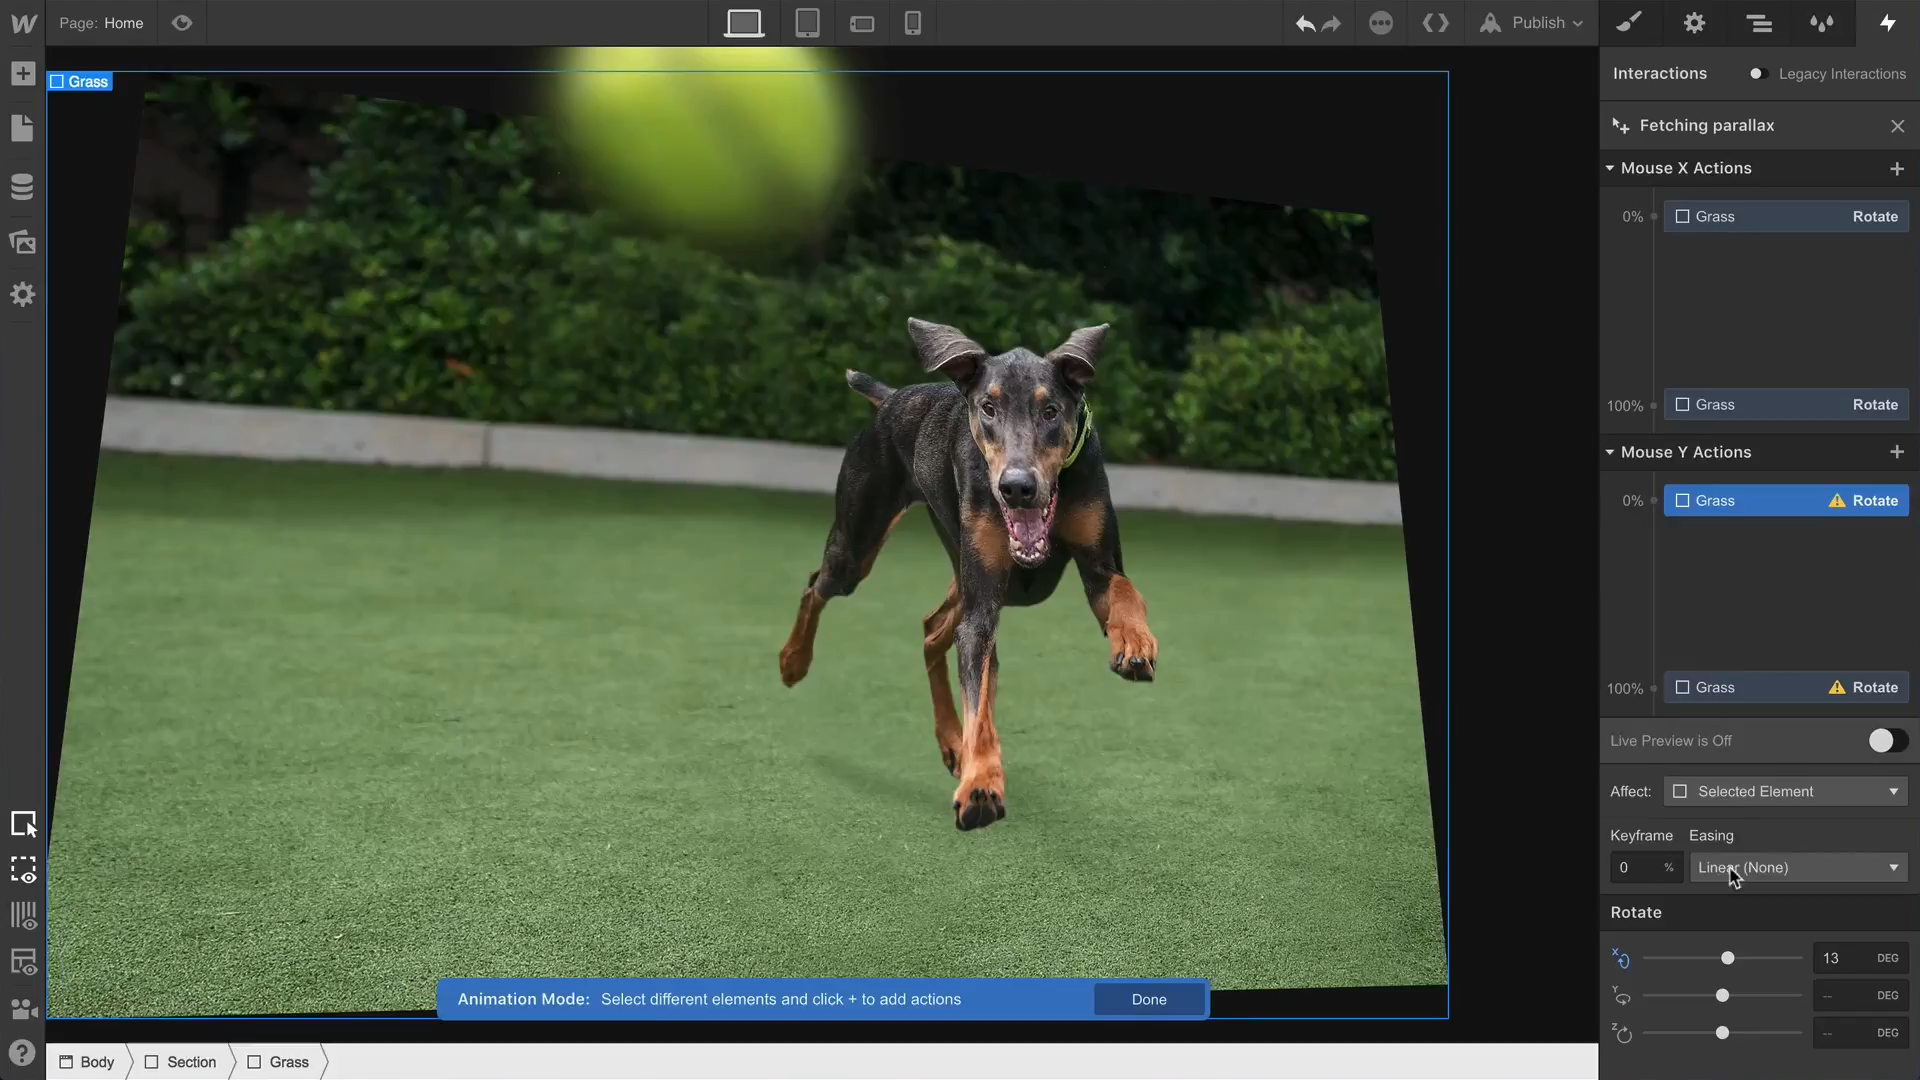 Page: Home
Publish
Interactions
Legacy Interactions
Grass
Fetching parallax
Mouse X Actions
0% Grass Rotate
100% Grass Rotate
Mouse Y Actions
0% Grass Rotate
100% Grass Rotate
Live Preview is Off
Affect: Selected Element
Keyframe Easing
0 % Linear (None)
Rotate
X 13 DEG
Y -- DEG
Z -- DEG
Animation Mode: Select different elements and click + to add actions Done
Body Section Grass